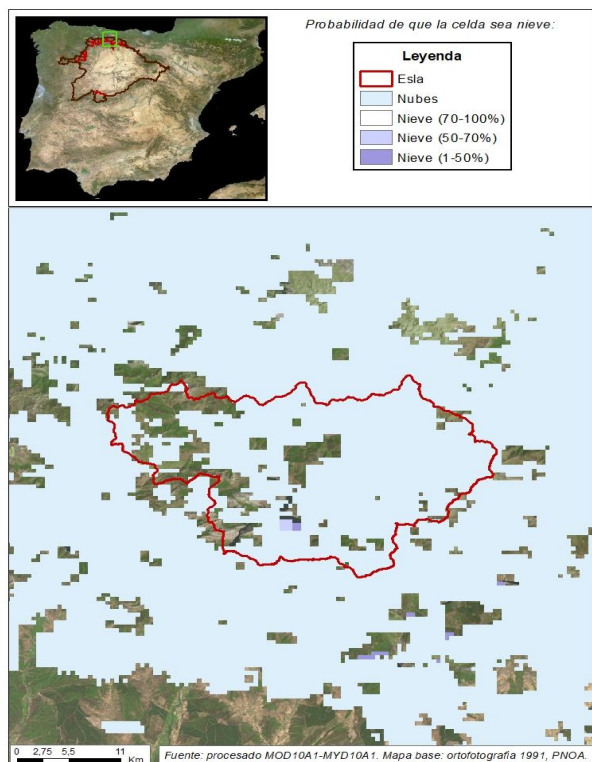 Probabilidad de que la celda sea nieve:
Leyenda
Esla
Nubes
Nieve (70-100%)
Nieve (50-70%)
Nieve (1-50%)
0 2,75 5,5 11
Km
Fuente: procesado MOD10A1-MYD10A1. Mapa base: ortofotografía 1991, PNOA.